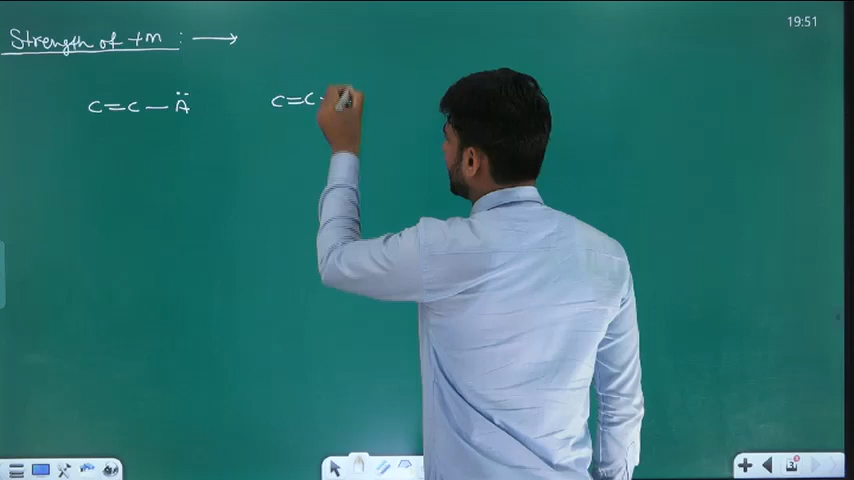 19:51
Strength of +m : ⟶
C=C—Ä C=C-